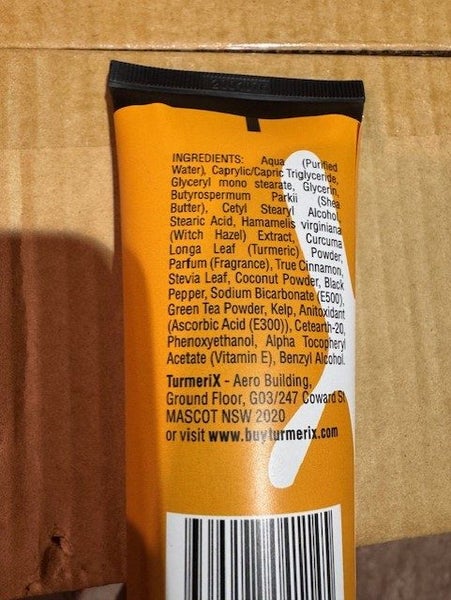 INGREDIENTS: Aqua (Purified
Water), Caprylic/Capric Triglyceride,
Glyceryl mono stearate, Glycerin,
Butyrospermum Parkii (Shea
Butter), Cetyl Stearyl Alcohol,
Stearic Acid, Hamamelis virginiana
(Witch Hazel) Extract, Curcuma
Longa Leaf (Turmeric) Powder,
Parfum (Fragrance), True Cinnamon,
Stevia Leaf, Coconut Powder, Black
Pepper, Sodium Bicarbonate (E500),
Green Tea Powder, Kelp, Anitoxidant
(Ascorbic Acid (E300)), Cetearth-20,
Phenoxyethanol, Alpha Tocopheryl
Acetate (Vitamin E), Benzyl Alcohol.
TurmeriX - Aero Building,
Ground Floor, G03/247 Coward St
MASCOT NSW 2020
or visit www.buyturmerix.com